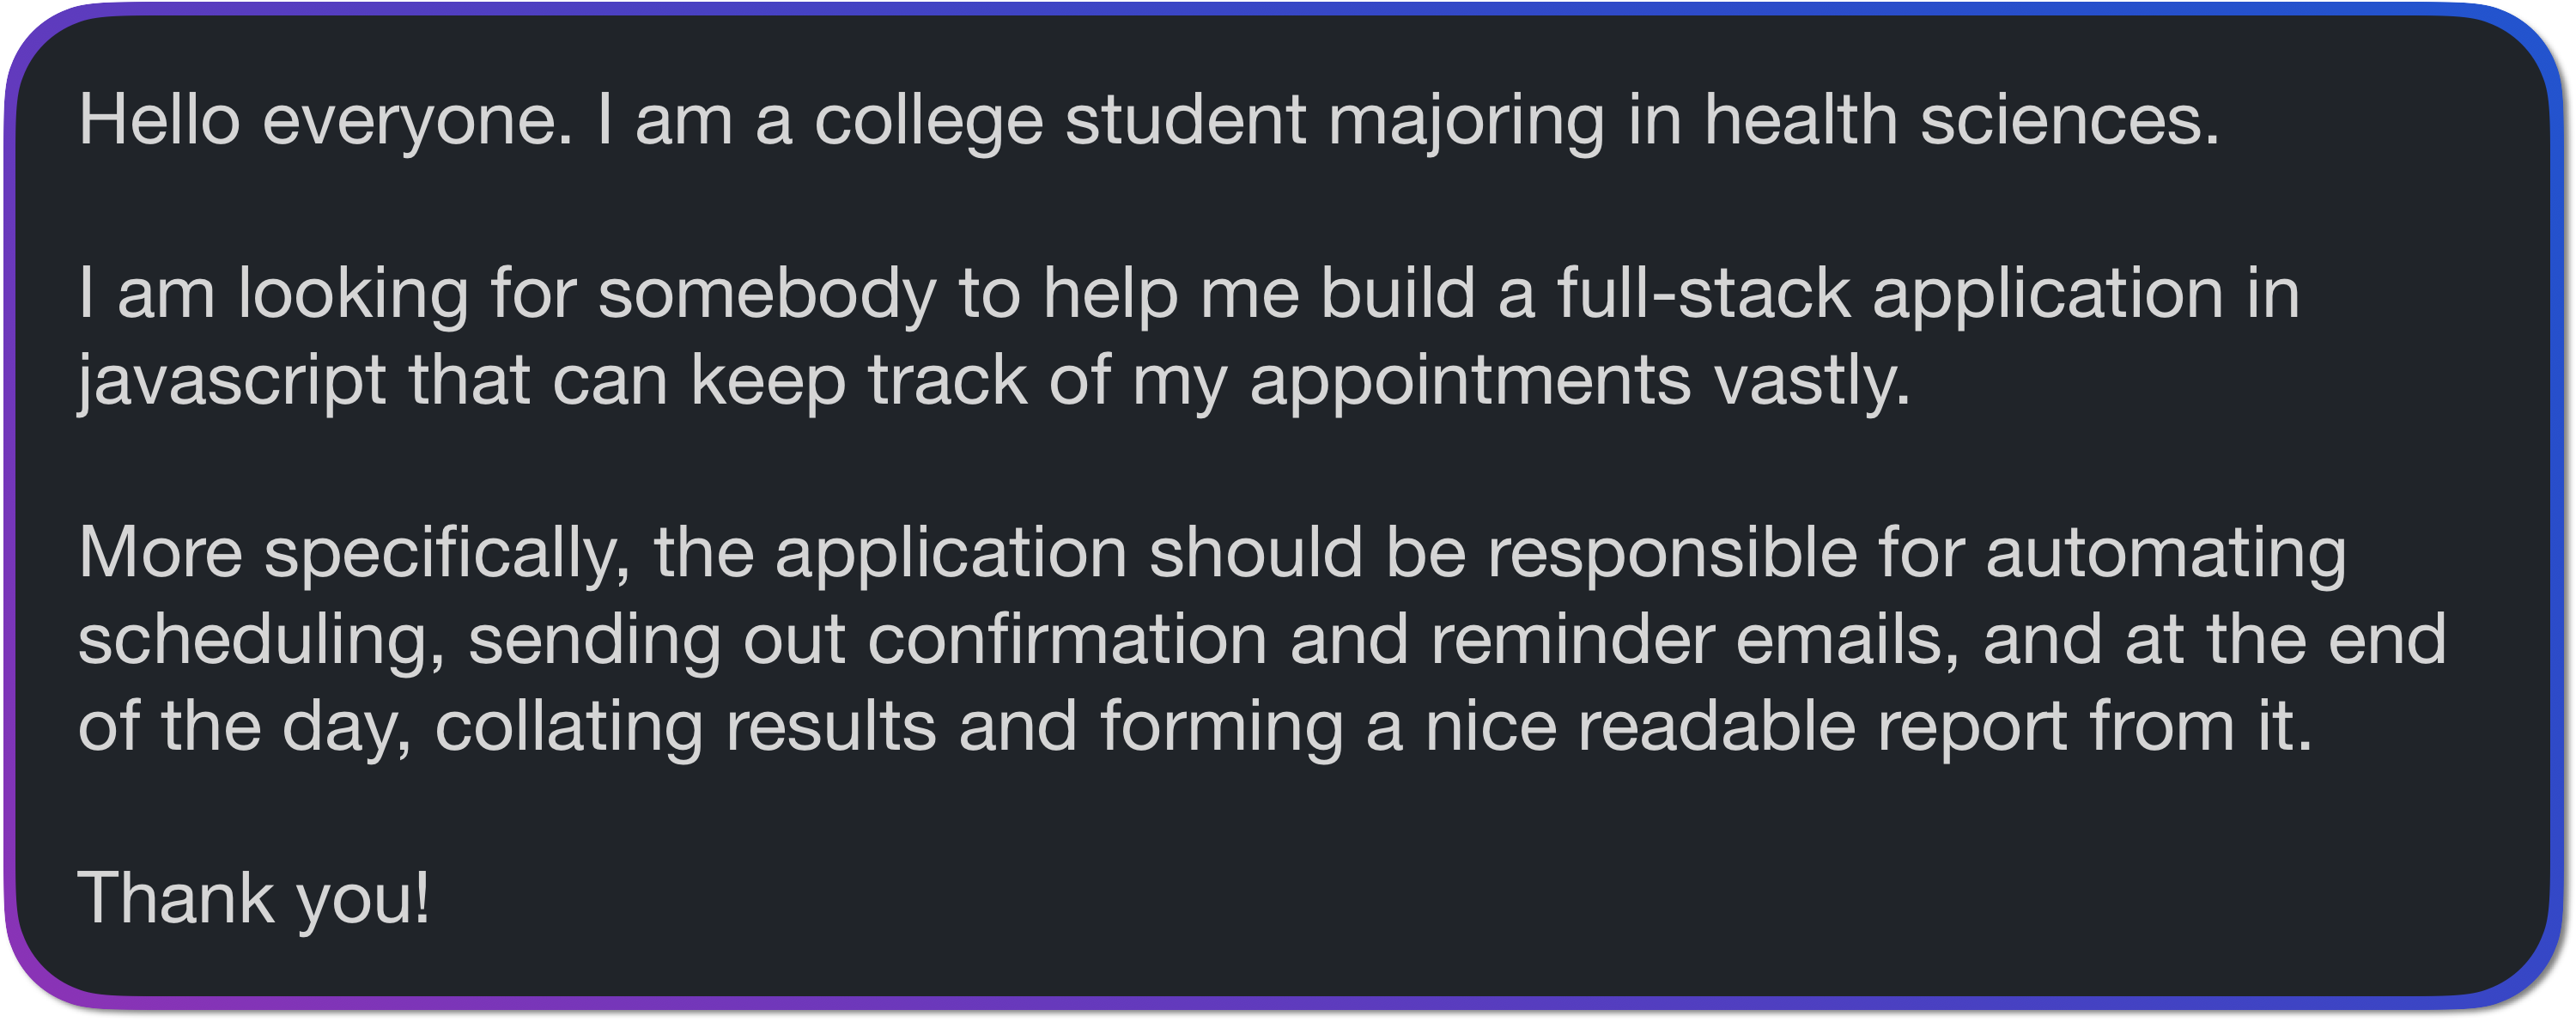 Hello everyone. I am a college student majoring in health sciences.
I am looking for somebody to help me build a full-stack application in
javascript that can keep track of my appointments vastly.
More specifically, the application should be responsible for automating
scheduling, sending out confirmation and reminder emails, and at the end
of the day, collating results and forming a nice readable report from it.
Thank you!